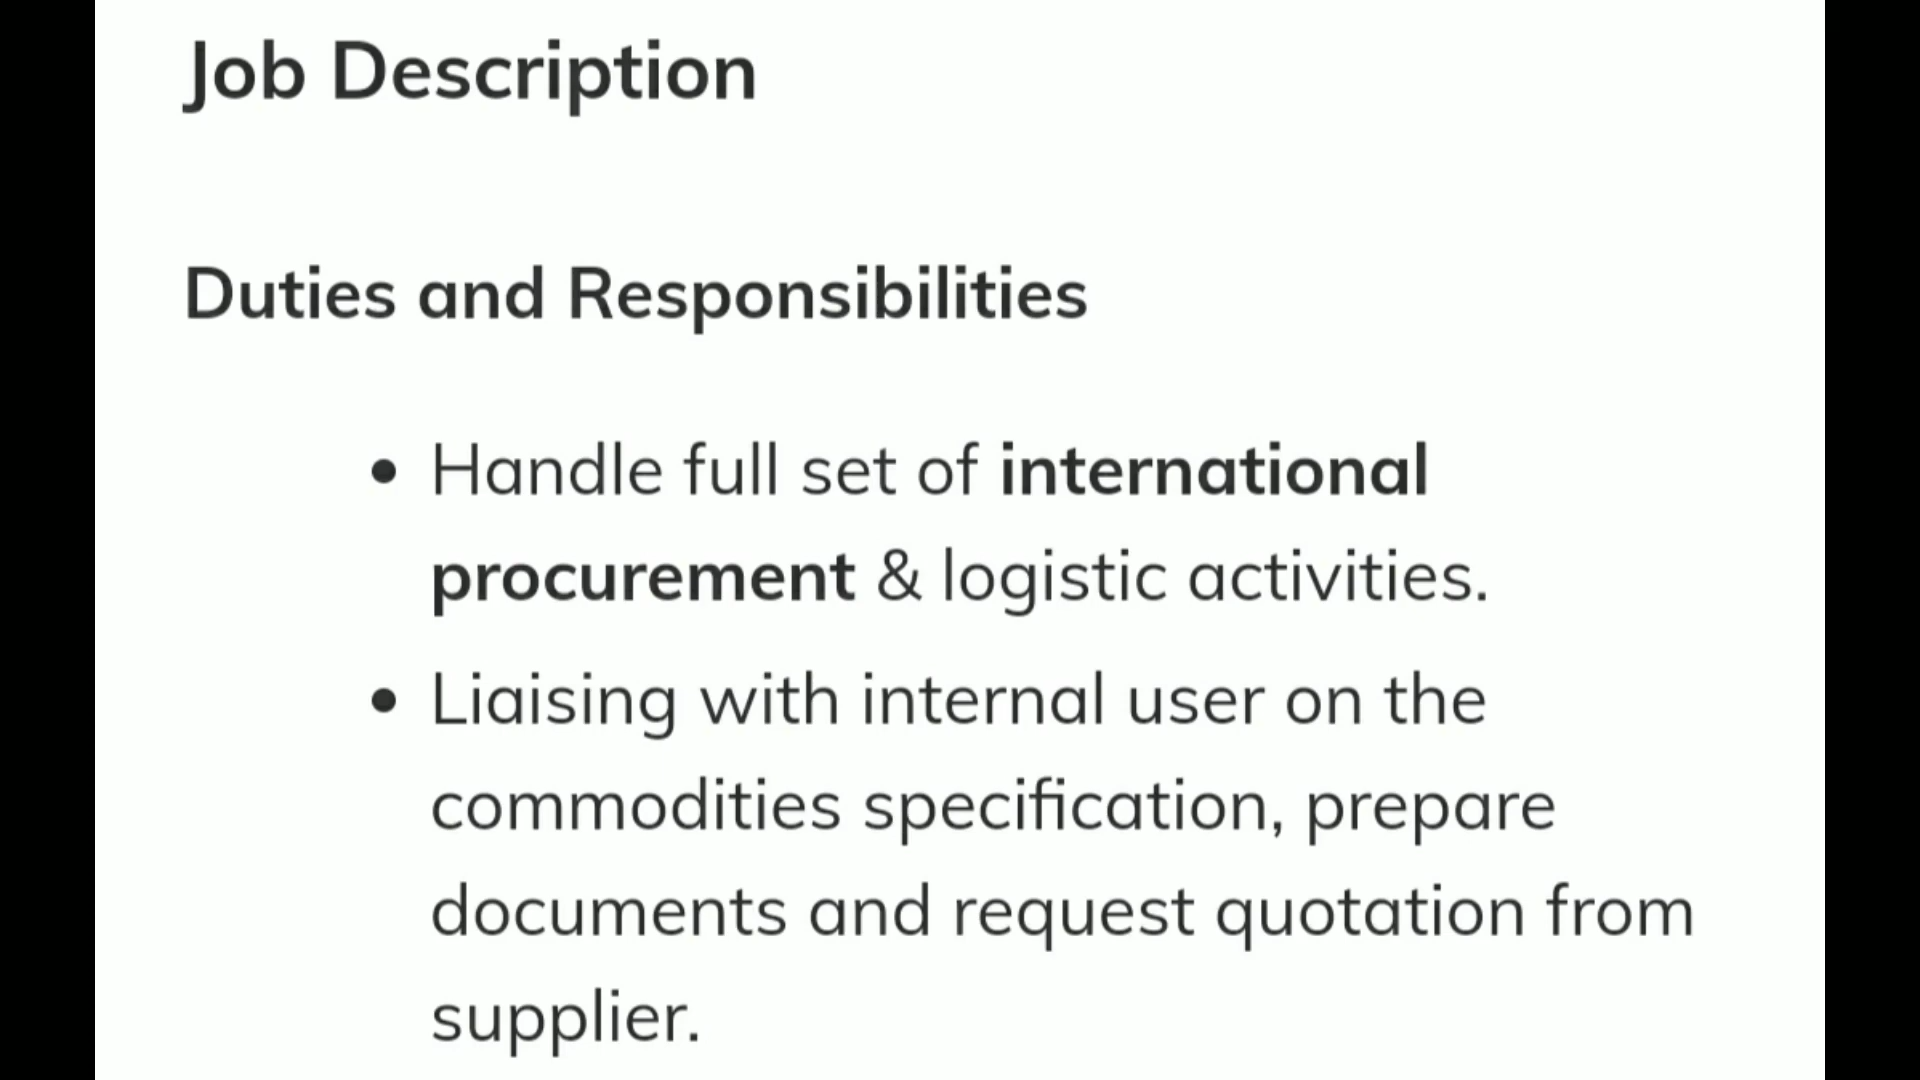 Job Description
Duties and Responsibilities
• Handle full set of international
procurement & logistic activities.
• Liaising with internal user on the
commodities specification, prepare
documents and request quotation from
supplier.